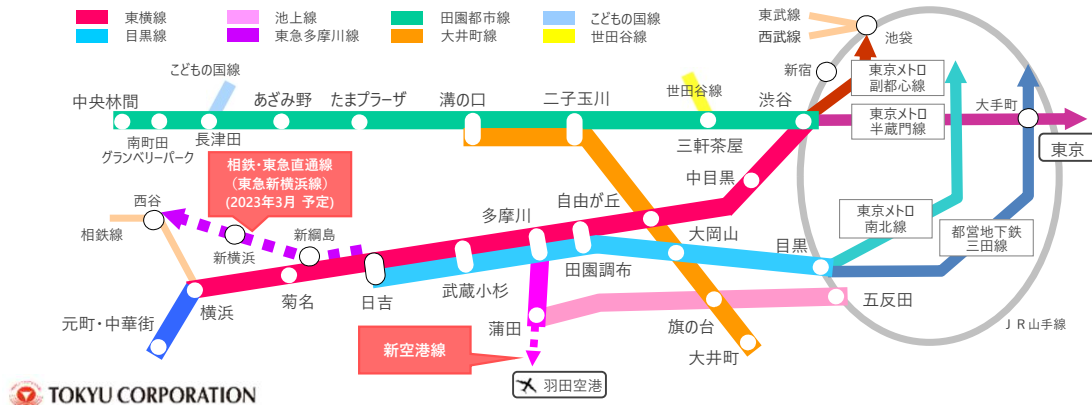 東横線
池上線
田園都市線
こどもの国線
目黒線
東急多摩川線
大井町線
世田谷線
東武線
西武線
池袋
新宿
こどもの国線
世田谷線
東京メトロ
副都心線
中央林間
あざみ野
たまプラーザ
溝の口
二子玉川
渋谷
東京メトロ
半蔵門線
大手町
南町田
グランベリーパーク
長津田
三軒茶屋
東京
相鉄・東急直通線
(東急新横浜線)
(2023年3月 予定)
中目黒
西谷
自由が丘
相鉄線
新横浜
新綱島
多摩川
大岡山
目黒
東京メトロ
南北線
都営地下鉄
三田線
横浜
菊名
日吉
武蔵小杉
田園調布
五反田
元町・中華街
蒲田
旗の台
JR山手線
新空港線
大井町
羽田空港
TOKYU CORPORATION